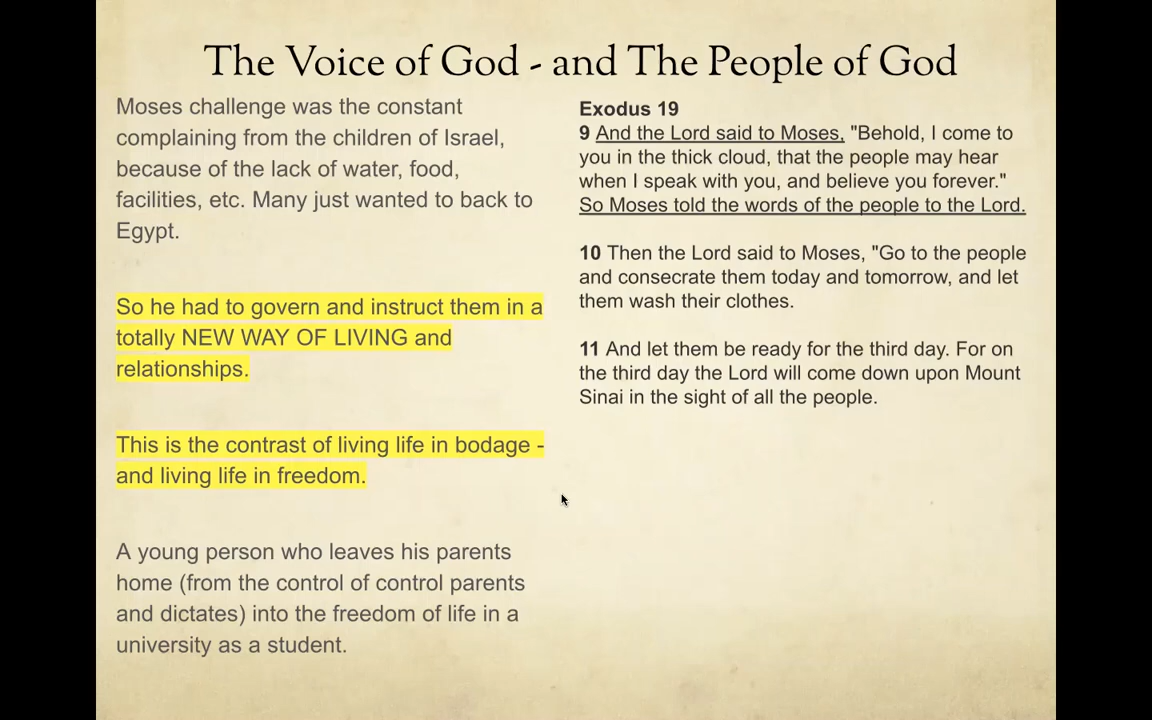 The Voice of God - and The People of God
Moses challenge was the constant
complaining from the children of Israel,
because of the lack of water, food,
facilities, etc. Many just wanted to back to
Egypt.
So he had to govern and instruct them in a
totally NEW WAY OF LIVING and
relationships.
This is the contrast of living life in bodage -
and living life in freedom.
A young person who leaves his parents
home (from the control of control parents
and dictates) into the freedom of life in a
university as a student.
Exodus 19
9 And the Lord said to Moses, "Behold, I come to
you in the thick cloud, that the people may hear
when I speak with you, and believe you forever."
So Moses told the words of the people to the Lord.
10 Then the Lord said to Moses, "Go to the people
and consecrate them today and tomorrow, and let
them wash their clothes.
11 And let them be ready for the third day. For on
the third day the Lord will come down upon Mount
Sinai in the sight of all the people.